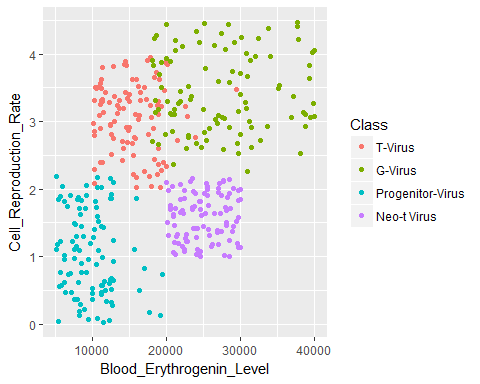 4
3
2
1
0
Cell_Reproduction_Rate
10000 20000 30000 40000
Blood_Erythrogenin_Level
Class
T-Virus
G-Virus
Progenitor-Virus
Neo-t Virus